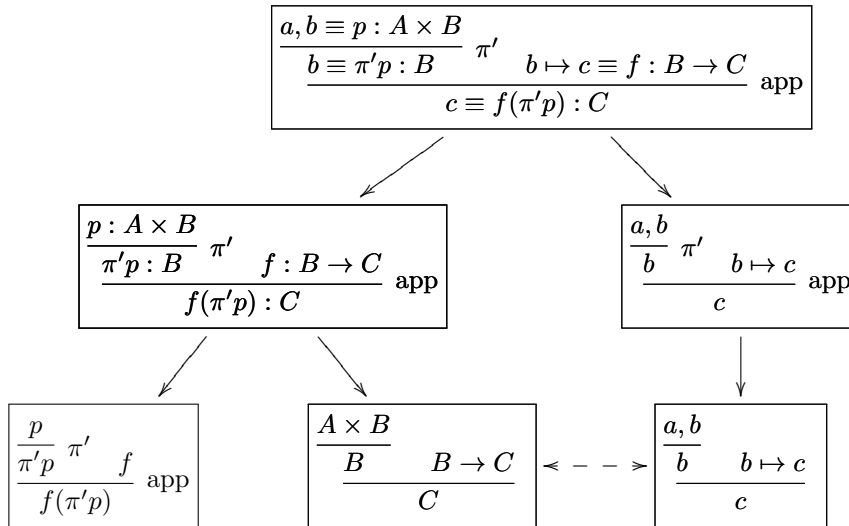 a, b ≡ p : A × B
π′
b ≡ π′p : B b ↦ c ≡ f : B → C
app
c ≡ f(π′p) : C
p : A × B
π′
π′p : B f : B → C
app
f(π′p) : C
a, b
π′
b b ↦ c
app
c
p
π′
π′p f
app
f(π′p)
A × B
B B → C
C
a, b
b b ↦ c
c